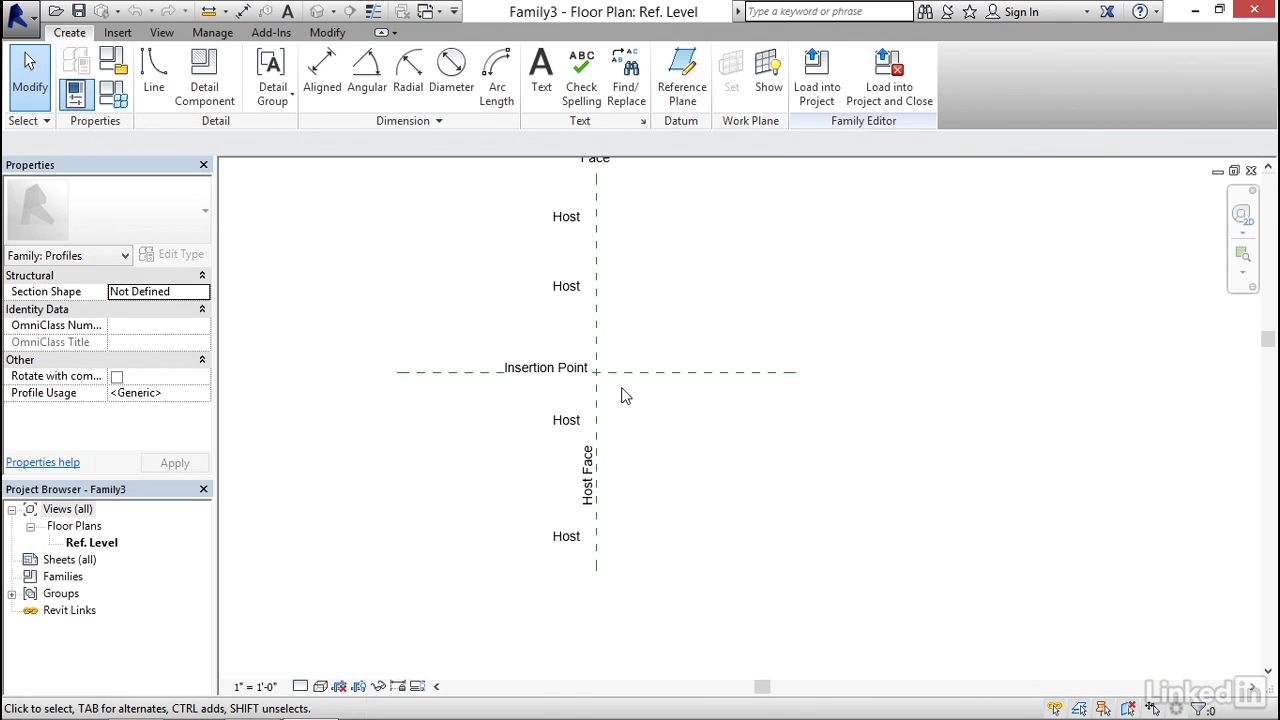 Family3 - Floor Plan: Ref. Level
Type a keyword or phrase
Sign In
Create Insert View Manage Add-Ins Modify
Modify
Line
Detail Component
Detail Group
Aligned
Angular
Radial
Diameter
Arc Length
Text
Check Spelling
Find/ Replace
Reference Plane
Set
Show
Load into Project
Load into Project and Close
Select
Properties
Detail
Dimension
Text
Datum
Work Plane
Family Editor
Properties
Family: Profiles
Edit Type
Structural
Section Shape Not Defined
Identity Data
OmniClass Num...
OmniClass Title
Other
Rotate with com...
Profile Usage <Generic>
Properties help
Apply
Project Browser - Family3
Views (all)
Floor Plans
Ref. Level
Sheets (all)
Families
Groups
Revit Links
Face
Host
Host
Insertion Point
Host
Host Face
Host
2D
1" = 1'-0"
Click to select, TAB for alternates, CTRL adds, SHIFT unselects.
:0
Linked in